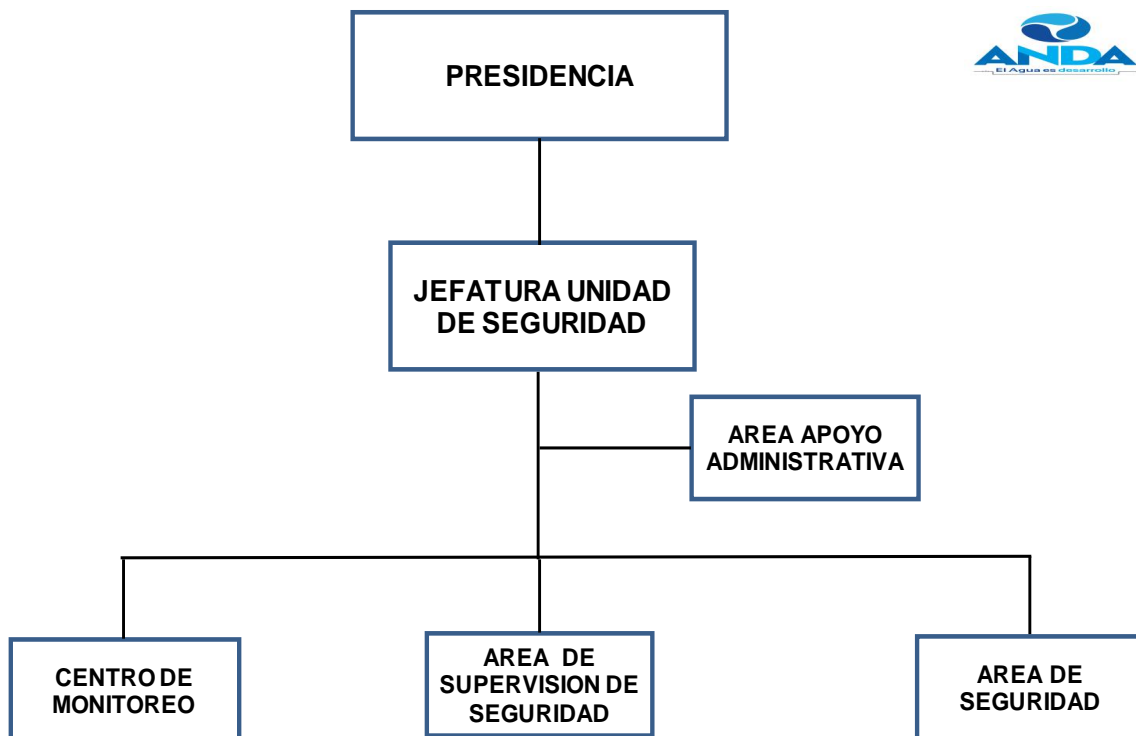 PRESIDENCIA
ANDA
El Agua es desarrollo
JEFATURA UNIDAD
DE SEGURIDAD
AREA APOYO
ADMINISTRATIVA
CENTRO DE
MONITOREO
AREA DE
SUPERVISION DE
SEGURIDAD
AREA DE
SEGURIDAD